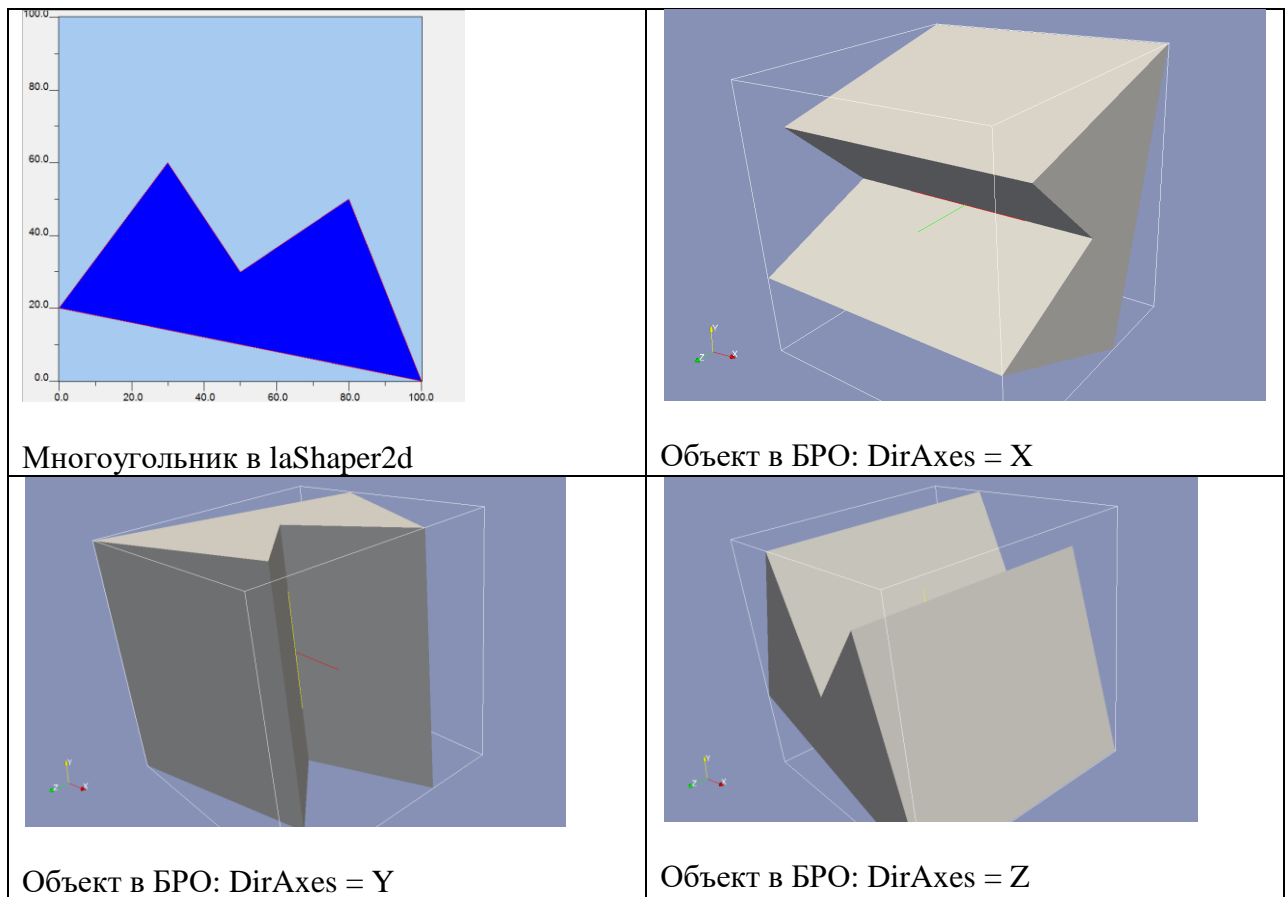 100.0
80.0
60.0
40.0
20.0
0.0
0.0 20.0 40.0 60.0 80.0 100.0
Y
Z X
Многоугольник в laShaper2d
Объект в БРО: DirAxes = X
Y
Z X
Y
Z X
Объект в БРО: DirAxes = Y
Объект в БРО: DirAxes = Z